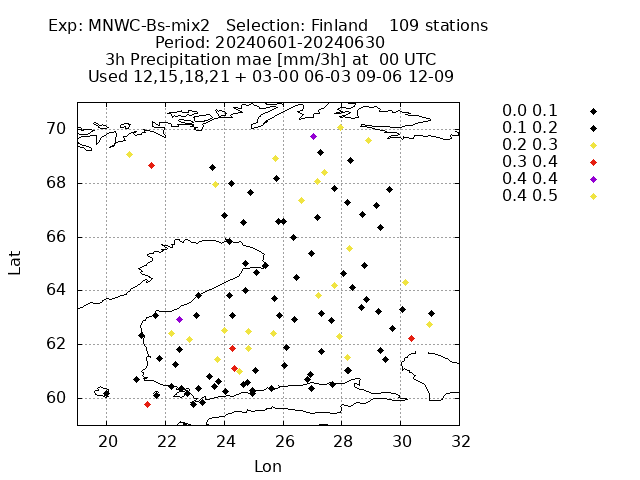 Exp: MNWC-Bs-mix2   Selection: Finland    109 stations
Period: 20240601-20240630
3h Precipitation mae [mm/3h] at  00 UTC
Used 12,15,18,21 + 03-00 06-03 09-06 12-09
0.0 0.1
0.1 0.2
0.2 0.3
0.3 0.4
0.4 0.4
0.4 0.5
70
68
66
64
62
60
Lat
20 22 24 26 28 30 32
Lon